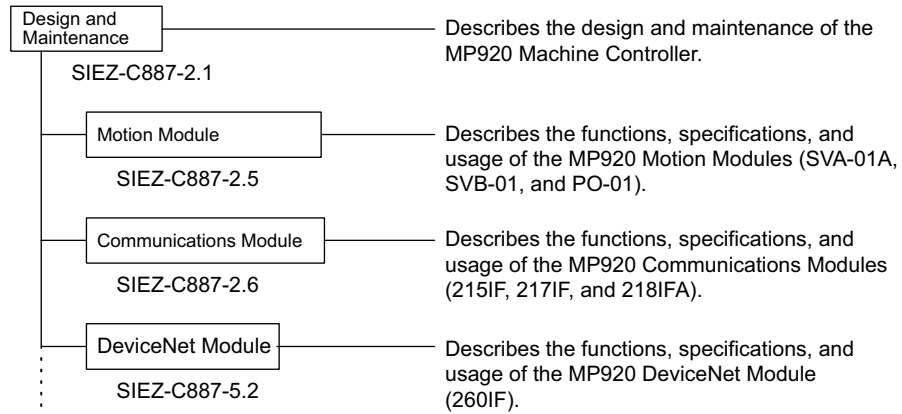 Design and
Maintenance
SIEZ-C887-2.1
Describes the design and maintenance of the
MP920 Machine Controller.
Motion Module
SIEZ-C887-2.5
Describes the functions, specifications, and
usage of the MP920 Motion Modules (SVA-01A,
SVB-01, and PO-01).
Communications Module
SIEZ-C887-2.6
Describes the functions, specifications, and
usage of the MP920 Communications Modules
(215IF, 217IF, and 218IFA).
DeviceNet Module
SIEZ-C887-5.2
Describes the functions, specifications, and
usage of the MP920 DeviceNet Module
(260IF).